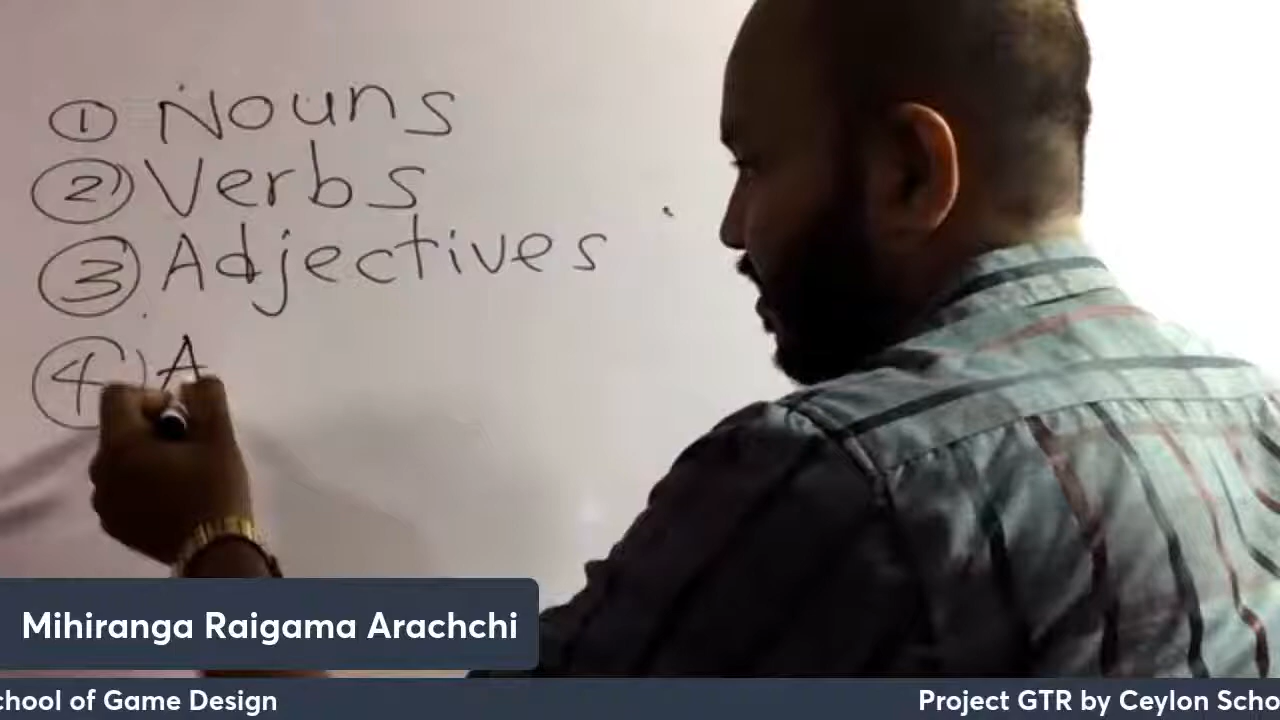 ① Nouns
② Verbs
③ Adjectives
④ A
Mihiranga Raigama Arachchi
chool of Game Design
Project GTR by Ceylon Scho